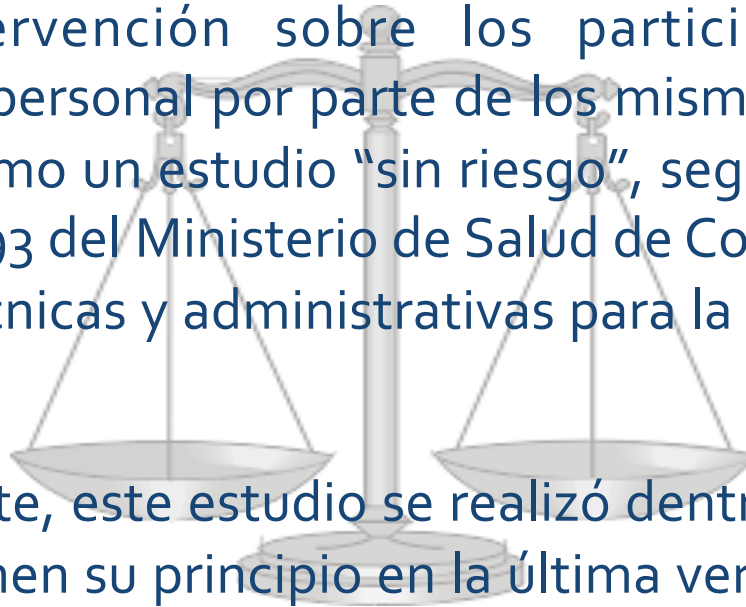 ervención sobre los partici
personal por parte de los mism
mo un estudio “sin riesgo”, seg
93 del Ministerio de Salud de Co
cnicas y administrativas para la
te, este estudio se realizó dentr
nen su principio en la última ver